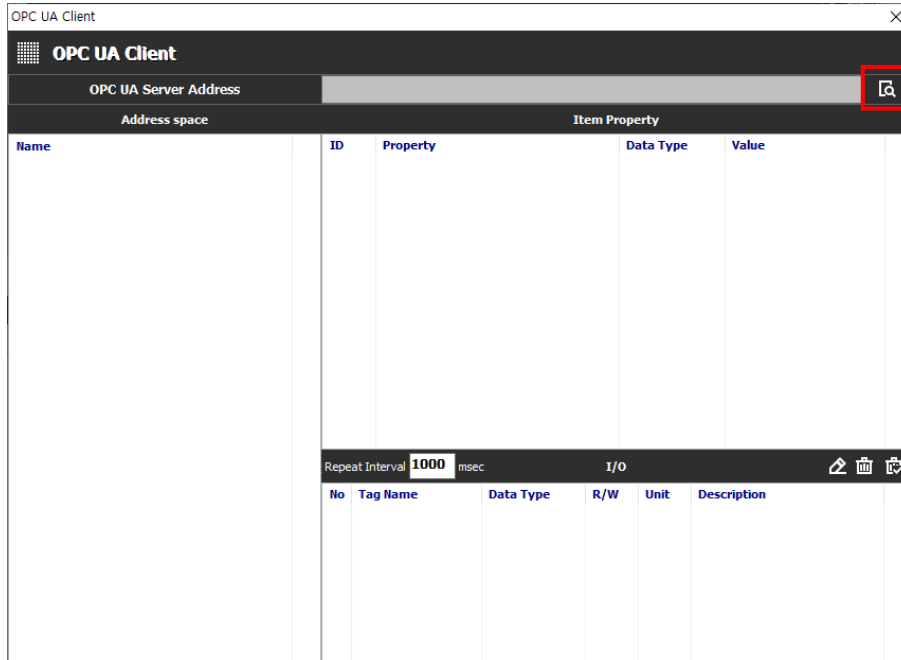 OPC UA Client
OPC UA Client
OPC UA Server Address
Address space
Item Property
Name
ID Property Data Type Value
Repeat Interval 1000 msec I/O
No Tag Name Data Type R/W Unit Description